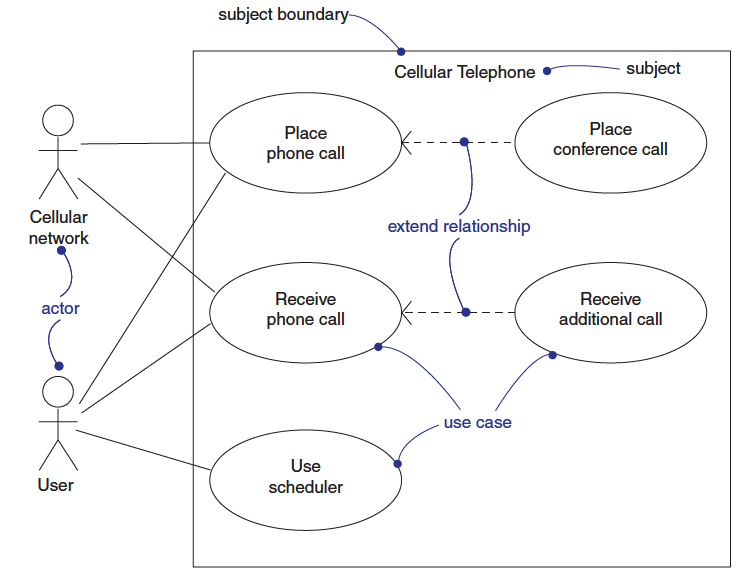 subject boundary
Cellular Telephone
subject
Place
phone call
Place
conference call
Cellular
network
extend relationship
actor
Receive
phone call
Receive
additional call
use case
User
Use
scheduler